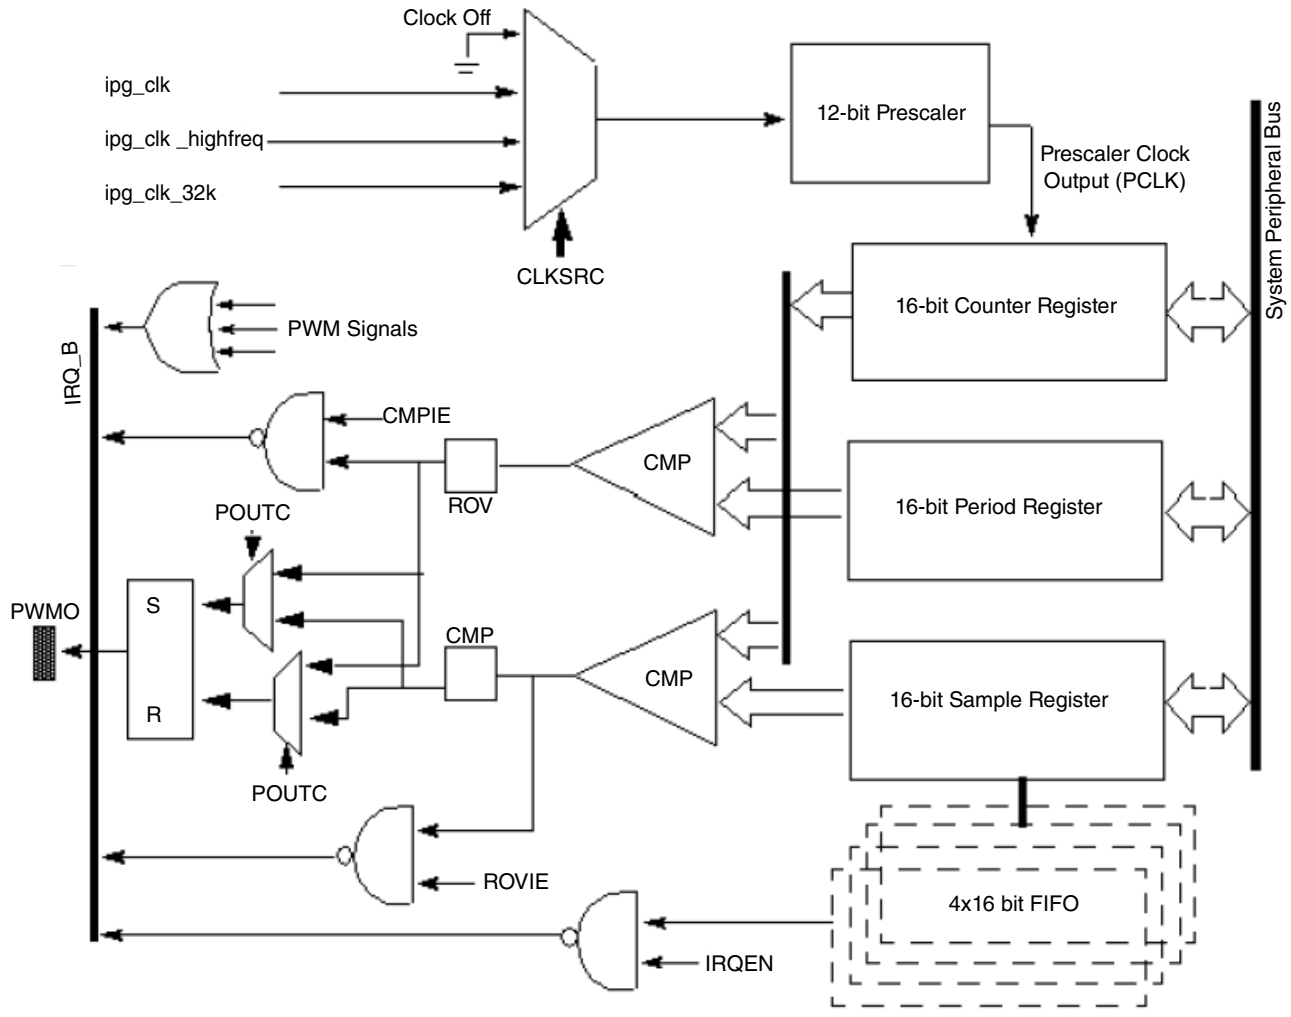 Clock Off
ipg_clk
12-bit Prescaler
ipg_clk _highfreq
Prescaler Clock
Output (PCLK)
ipg_clk_32k
System Peripheral Bus
CLKSRC
16-bit Counter Register
PWM Signals
IRQ_B
CMPIE
CMP
ROV
16-bit Period Register
POUTC
S
PWMO
CMP
CMP
16-bit Sample Register
R
POUTC
ROVIE
4x16 bit FIFO
IRQEN